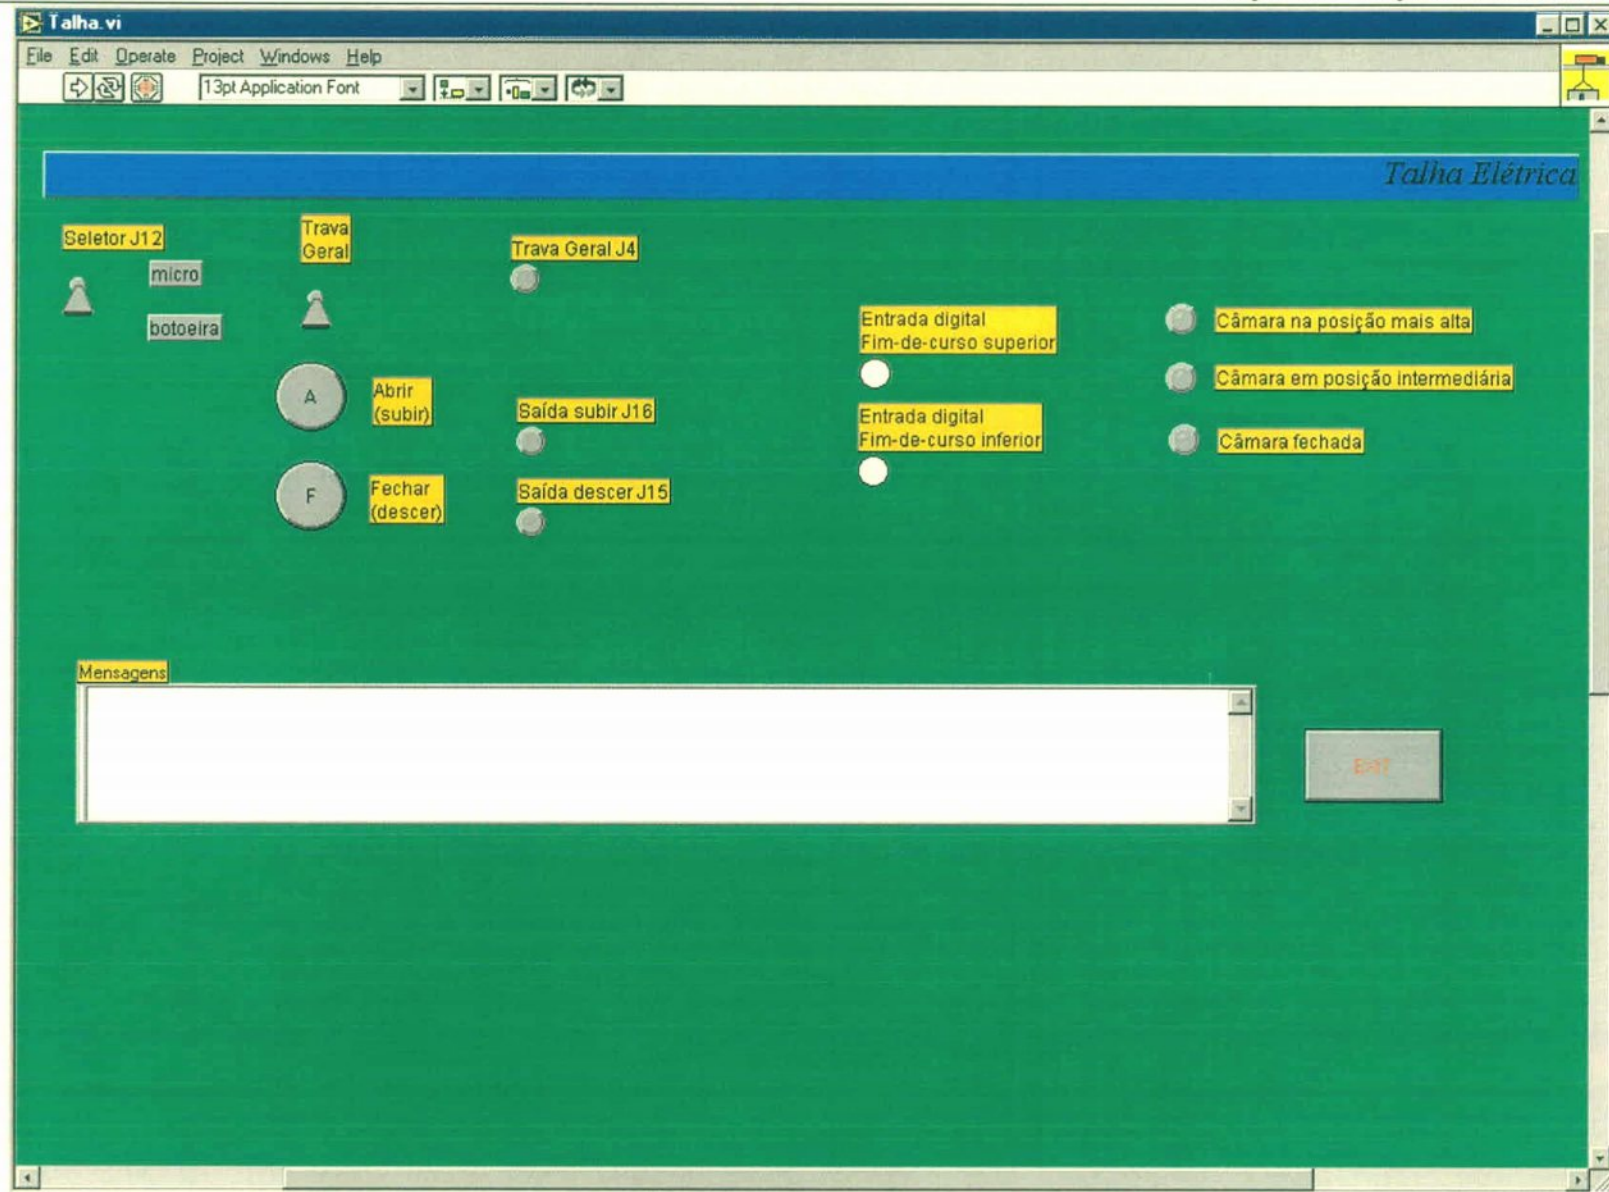 Talha.vi
File Edit Operate Project Windows Help
13pt Application Font
Talha Elétrica
Seletor J12
micro
botoeira
Trava
Geral
Trava Geral J4
A
Abrir
(subir)
F
Fechar
(descer)
Saída subir J16
Saída descer J15
Entrada digital
Fim-de-curso superior
Entrada digital
Fim-de-curso inferior
Câmara na posição mais alta
Câmara em posição intermediária
Câmara fechada
Mensagens